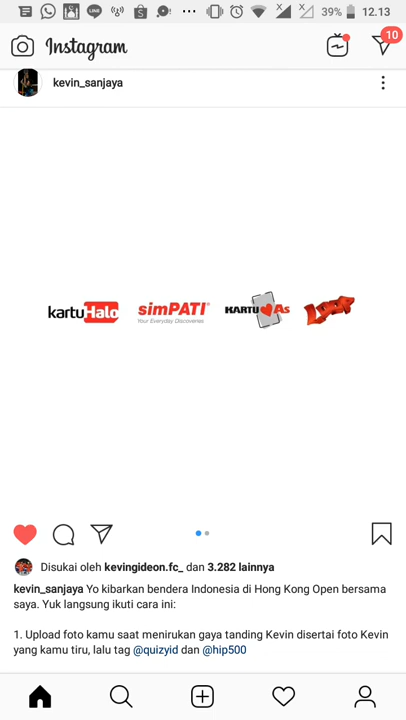 39% 12.13
Instagram
10
kevin_sanjaya
kartuHalo simPATI KARTU As Loop
Your Everyday Discoveries
Disukai oleh kevingideon.fc_ dan 3.282 lainnya
kevin_sanjaya Yo kibarkan bendera Indonesia di Hong Kong Open bersama
saya. Yuk langsung ikuti cara ini:
1. Upload foto kamu saat menirukan gaya tanding Kevin disertai foto Kevin
yang kamu tiru, lalu tag @quizyid dan @hip500